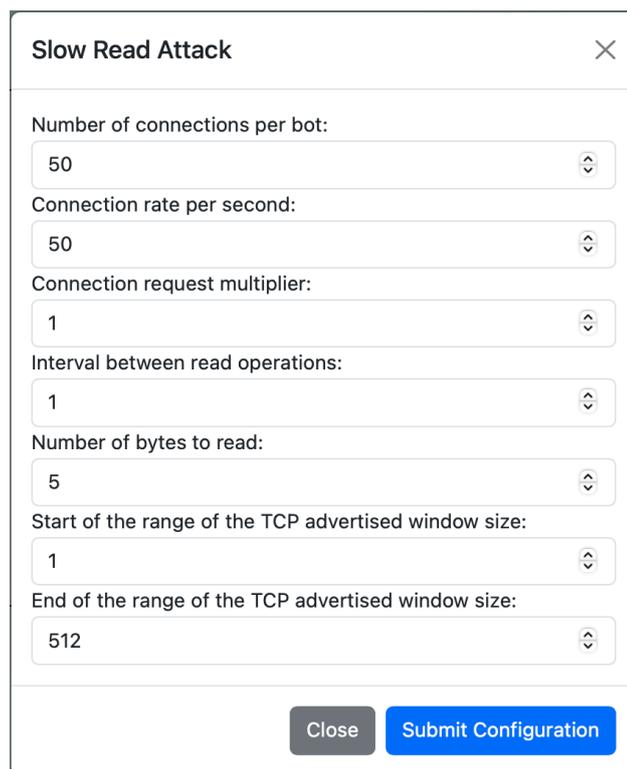 Slow Read Attack
Number of connections per bot:
50
Connection rate per second:
50
Connection request multiplier:
1
Interval between read operations:
1
Number of bytes to read:
5
Start of the range of the TCP advertised window size:
1
End of the range of the TCP advertised window size:
512
Close Submit Configuration